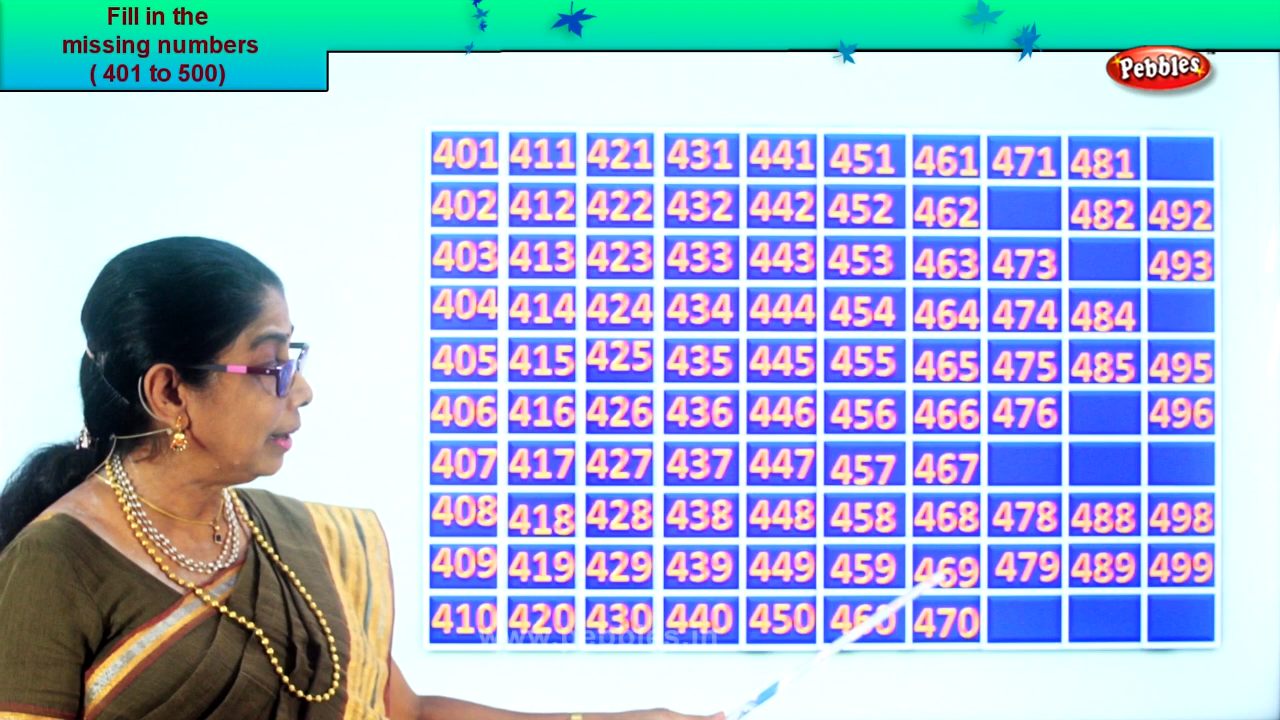 Fill in the
missing numbers
( 401 to 500)
Pebbles
401 411 421 431 441 451 461 471 481
402 412 422 432 442 452 462 482 492
403 413 423 433 443 453 463 473 493
404 414 424 434 444 454 464 474 484
405 415 425 435 445 455 465 475 485 495
406 416 426 436 446 456 466 476 496
407 417 427 437 447 457 467
408 418 428 438 448 458 468 478 488 498
409 419 429 439 449 459 469 479 489 499
410 420 430 440 450 460 470
www.pebbles.in